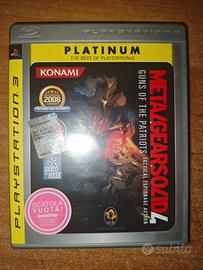 PLAYSTATION 3
PLATINUM
THE BEST OF PLAYSTATION®3
KONAMI
2008
METAL GEAR SOLID 4
GUNS OF THE PATRIOTS
TACTICAL ESPIONAGE ACTION
SCATOLA
VUOTA!
subito